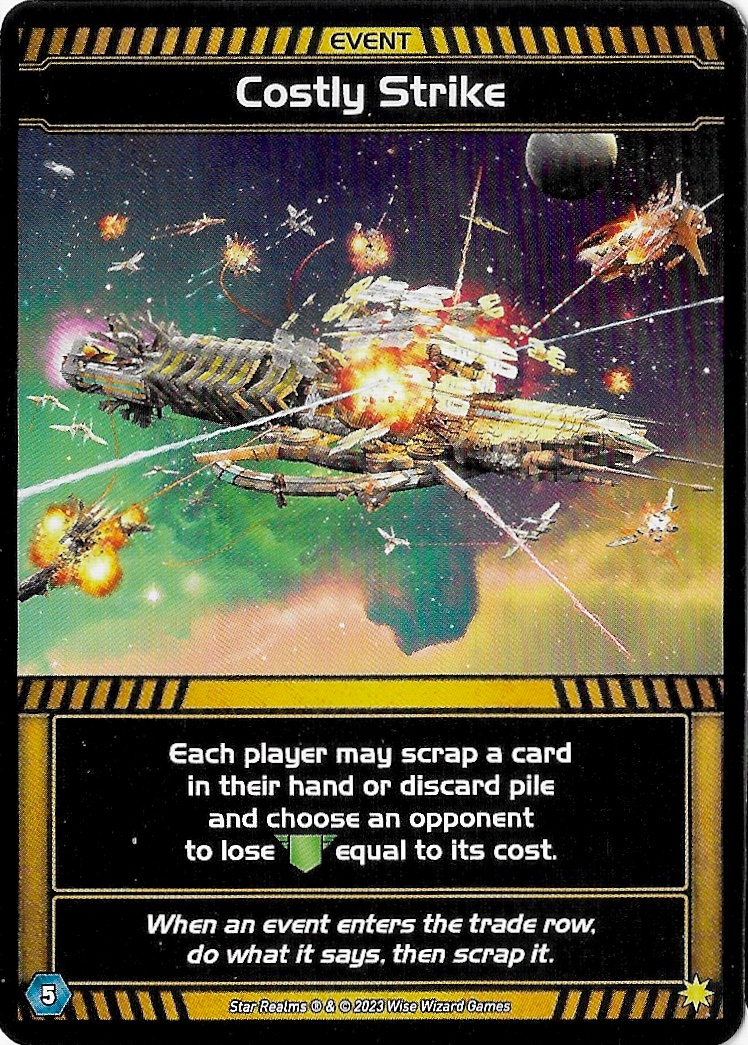 EVENT
Costly Strike
Each player may scrap a card
in their hand or discard pile
and choose an opponent
to lose equal to its cost.
When an event enters the trade row,
do what it says, then scrap it.
5
Star Realms ® & © 2023 Wise Wizard Games